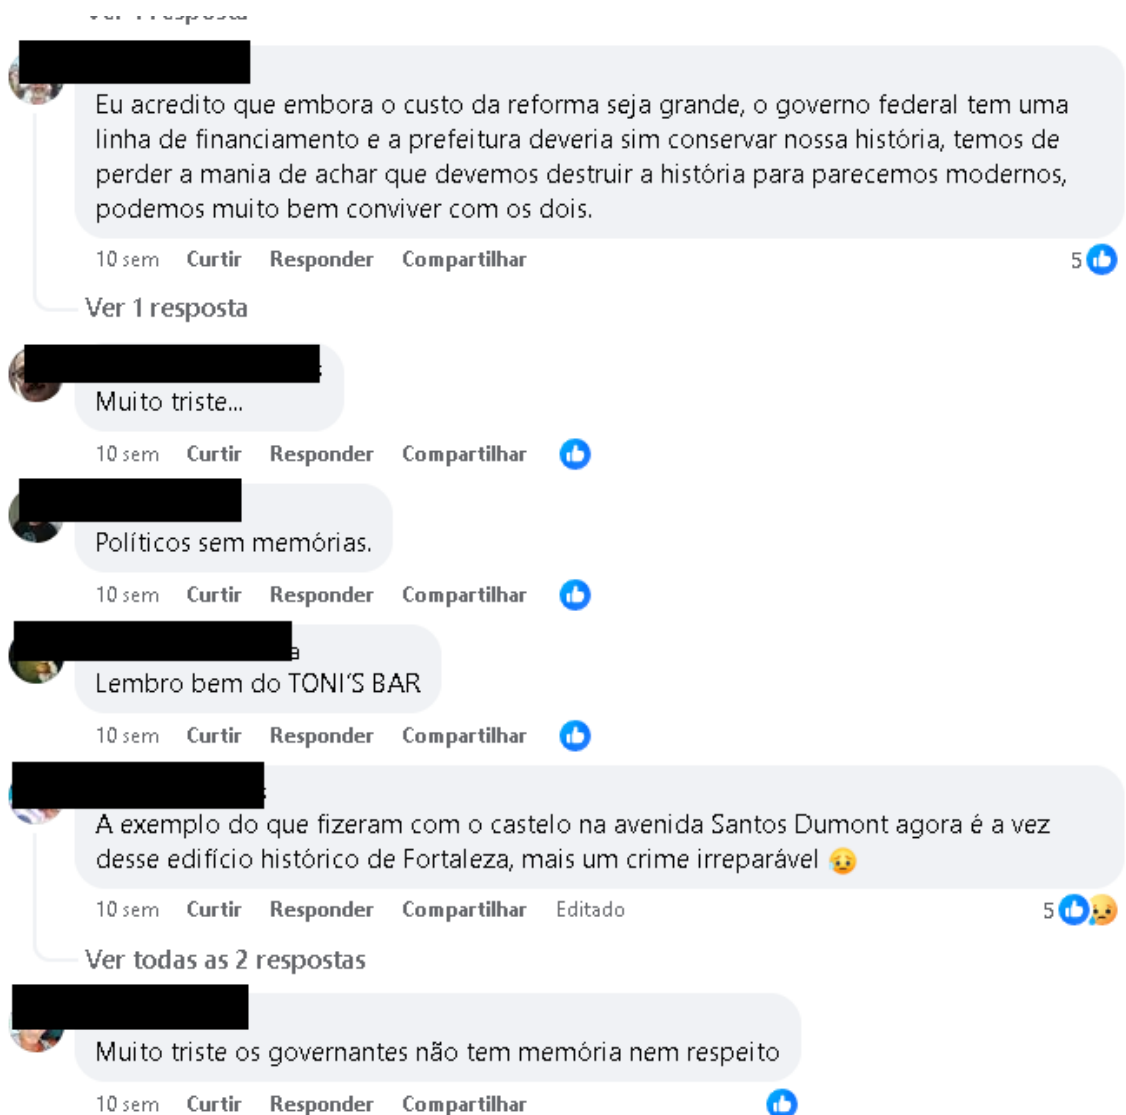 Ver 1 resposta
Eu acredito que embora o custo da reforma seja grande, o governo federal tem uma
linha de financiamento e a prefeitura deveria sim conservar nossa história, temos de
perder a mania de achar que devemos destruir a história para parecemos modernos,
podemos muito bem conviver com os dois.
10 sem Curtir Responder Compartilhar 5
Ver 1 resposta
Muito triste...
10 sem Curtir Responder Compartilhar
Políticos sem memórias.
10 sem Curtir Responder Compartilhar
a
Lembro bem do TONI'S BAR
10 sem Curtir Responder Compartilhar
A exemplo do que fizeram com o castelo na avenida Santos Dumont agora é a vez
desse edifício histórico de Fortaleza, mais um crime irreparável 😥
10 sem Curtir Responder Compartilhar Editado 5
Ver todas as 2 respostas
Muito triste os governantes não tem memória nem respeito
10 sem Curtir Responder Compartilhar